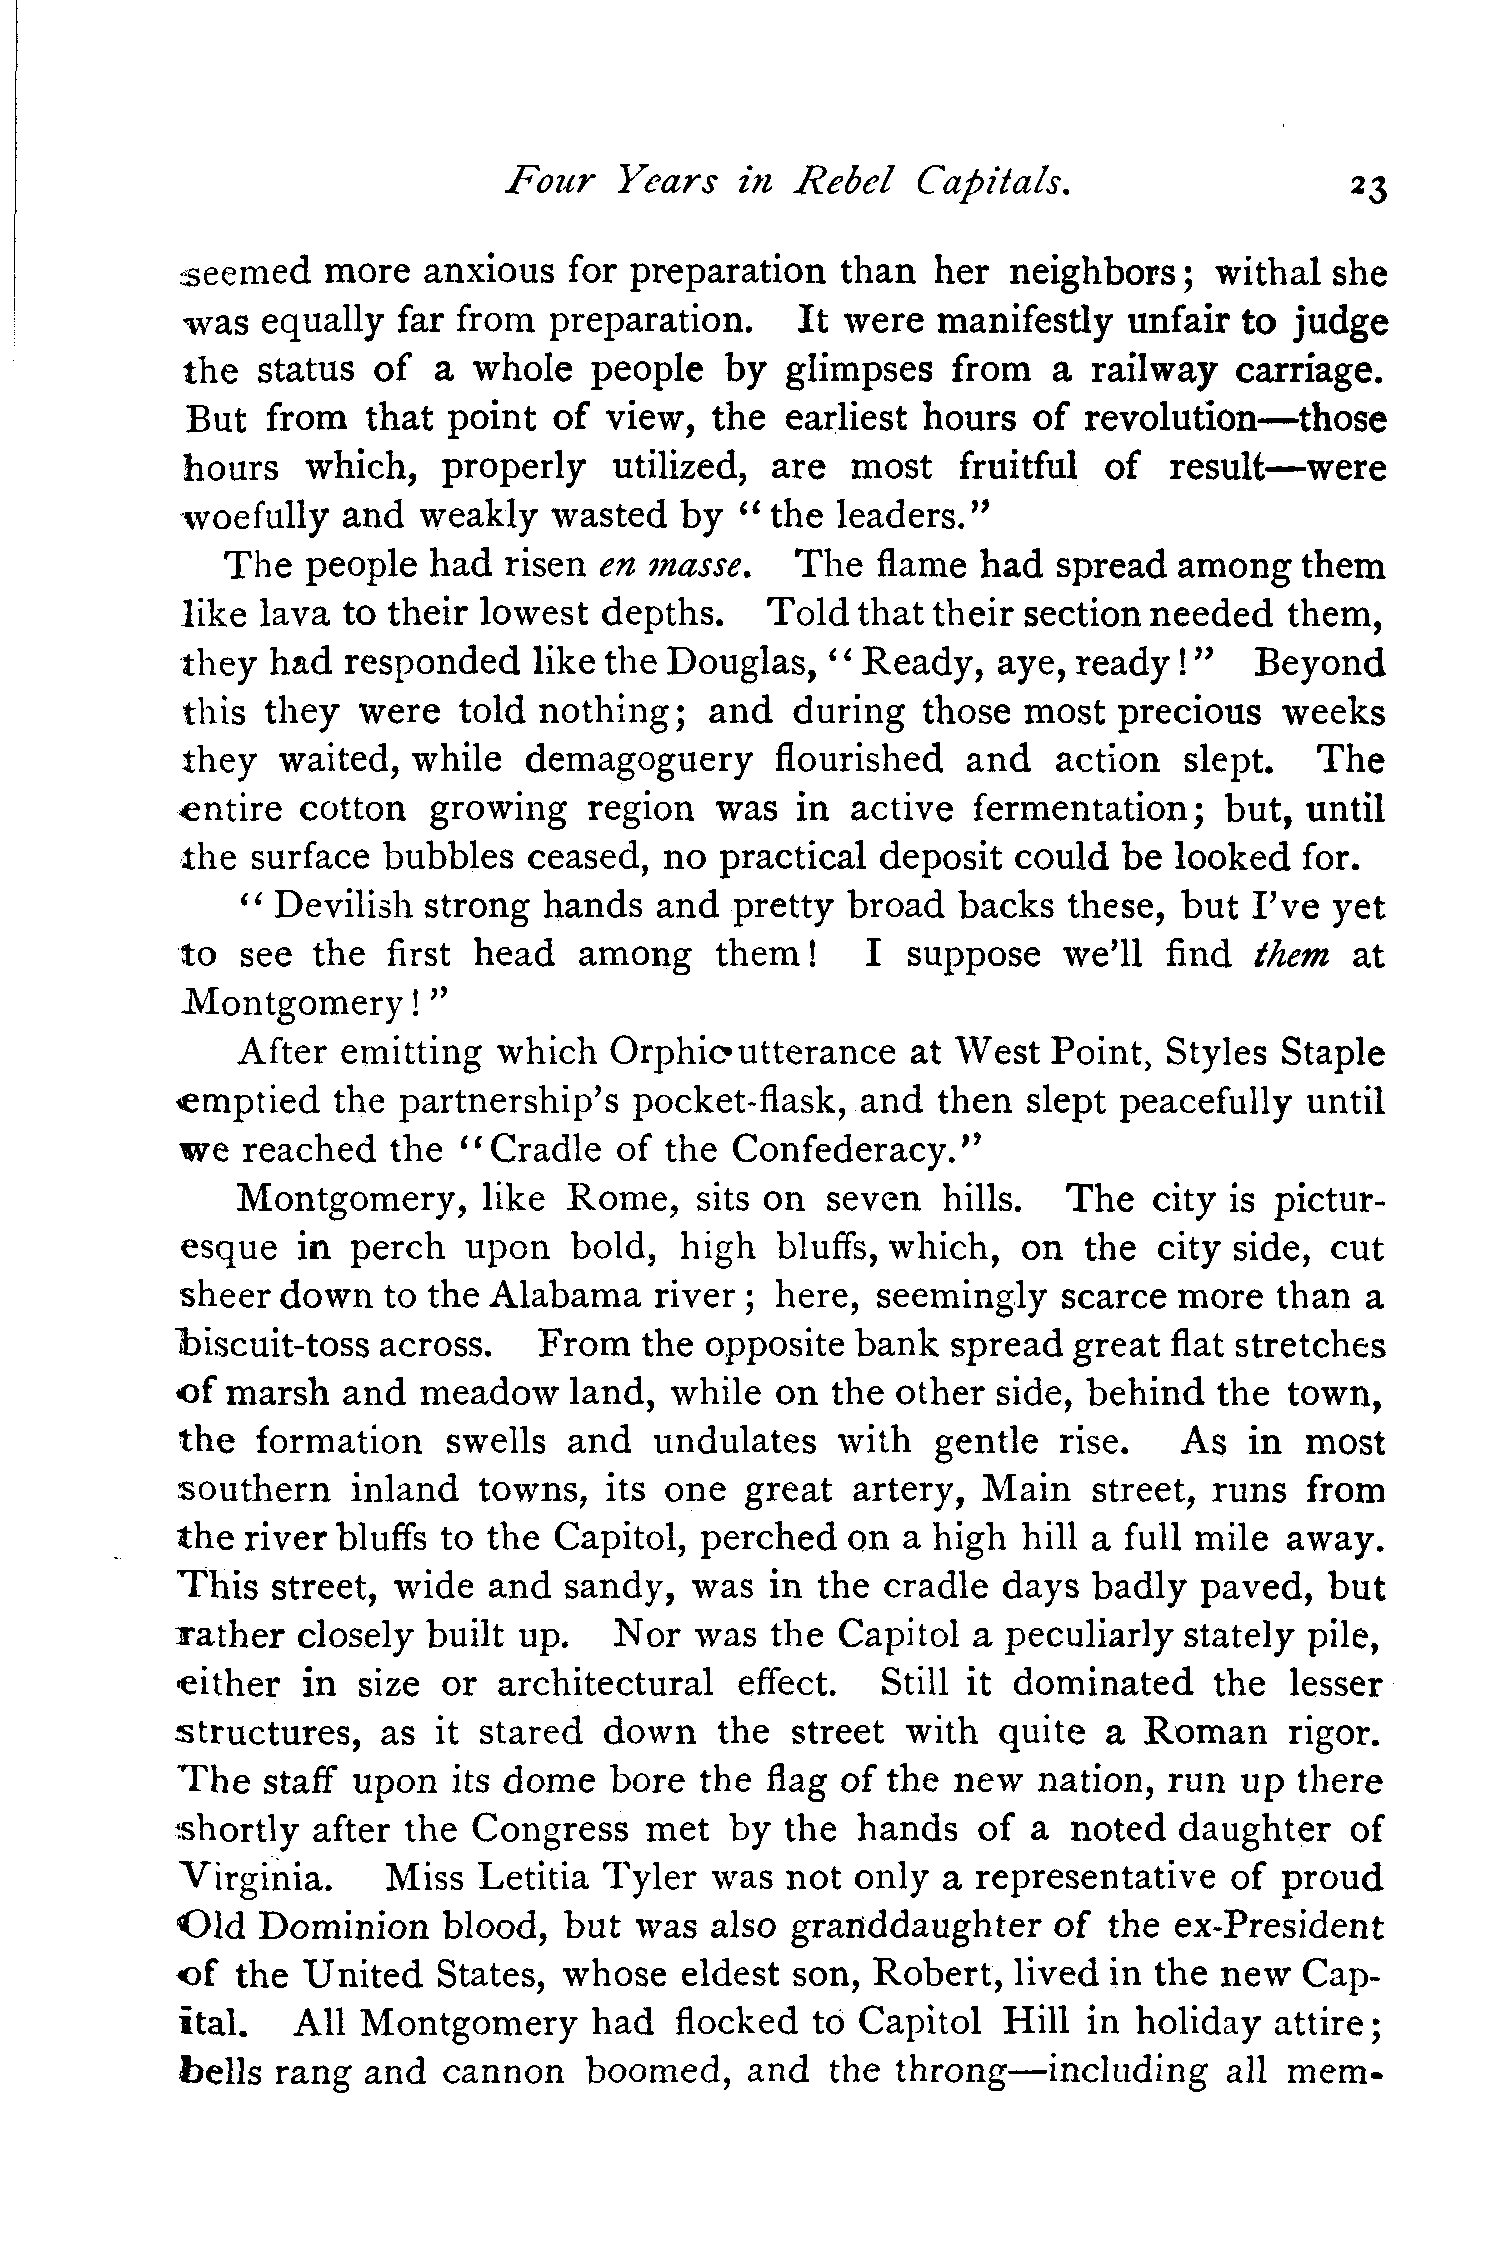 Four Years in Rebel Capitals. 23
seemed more anxious for preparation than her neighbors; withal she
was equally far from preparation. It were manifestly unfair to judge
the status of a whole people by glimpses from a railway carriage.
But from that point of view, the earliest hours of revolution—those
hours which, properly utilized, are most fruitful of result—were
woefully and weakly wasted by "the leaders."
The people had risen en masse. The flame had spread among them
like lava to their lowest depths. Told that their section needed them,
they had responded like the Douglas, "Ready, aye, ready!" Beyond
this they were told nothing; and during those most precious weeks
they waited, while demagoguery flourished and action slept. The
entire cotton growing region was in active fermentation; but, until
the surface bubbles ceased, no practical deposit could be looked for.
"Devilish strong hands and pretty broad backs these, but I've yet
to see the first head among them! I suppose we'll find them at
Montgomery!"
After emitting which Orphic utterance at West Point, Styles Staple
emptied the partnership's pocket-flask, and then slept peacefully until
we reached the "Cradle of the Confederacy."
Montgomery, like Rome, sits on seven hills. The city is pictur-
esque in perch upon bold, high bluffs, which, on the city side, cut
sheer down to the Alabama river; here, seemingly scarce more than a
biscuit-toss across. From the opposite bank spread great flat stretches
of marsh and meadow land, while on the other side, behind the town,
the formation swells and undulates with gentle rise. As in most
southern inland towns, its one great artery, Main street, runs from
the river bluffs to the Capitol, perched on a high hill a full mile away.
This street, wide and sandy, was in the cradle days badly paved, but
rather closely built up. Nor was the Capitol a peculiarly stately pile,
either in size or architectural effect. Still it dominated the lesser
structures, as it stared down the street with quite a Roman rigor.
The staff upon its dome bore the flag of the new nation, run up there
shortly after the Congress met by the hands of a noted daughter of
Virginia. Miss Letitia Tyler was not only a representative of proud
Old Dominion blood, but was also granddaughter of the ex-President
of the United States, whose eldest son, Robert, lived in the new Cap-
ital. All Montgomery had flocked to Capitol Hill in holiday attire;
bells rang and cannon boomed, and the throng—including all mem-